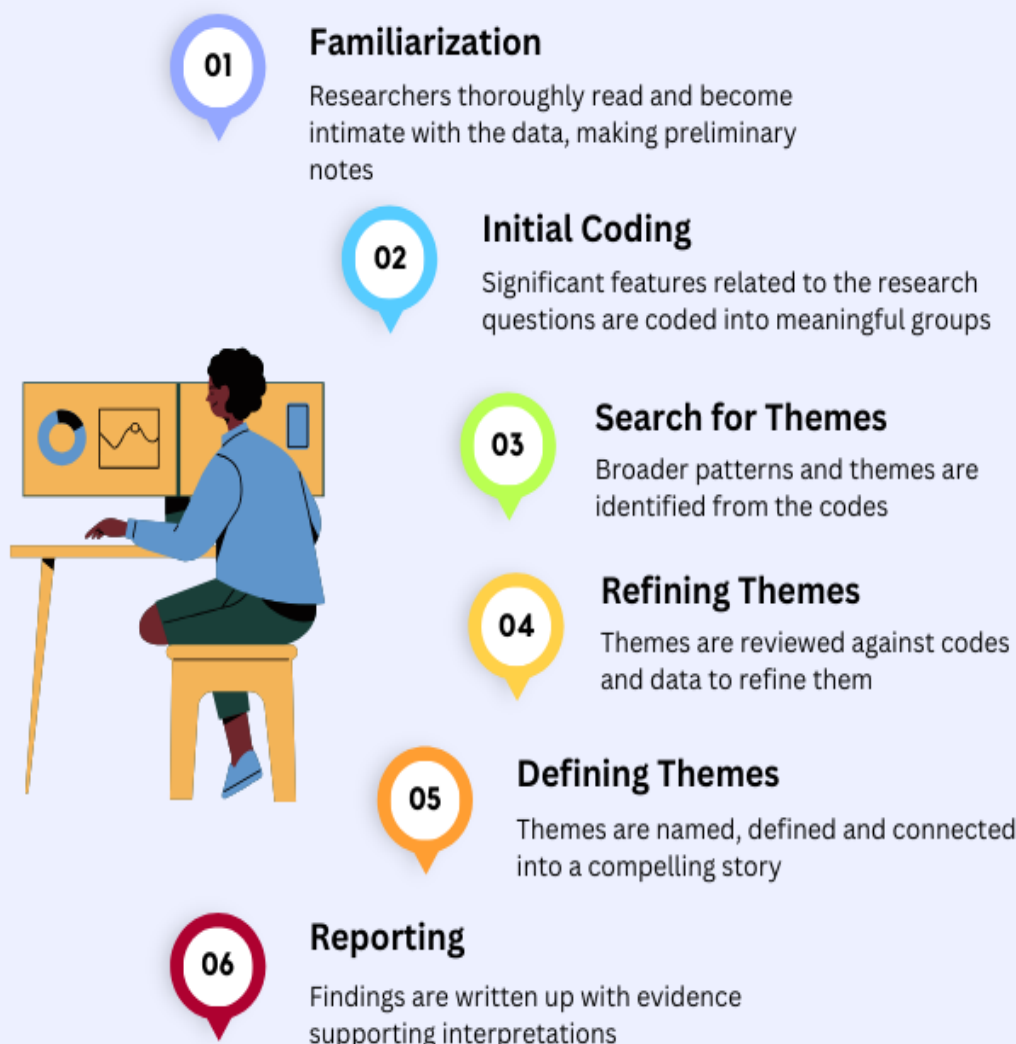 01
Familiarization
Researchers thoroughly read and become
intimate with the data, making preliminary
notes
02
Initial Coding
Significant features related to the research
questions are coded into meaningful groups
03
Search for Themes
Broader patterns and themes are
identified from the codes
04
Refining Themes
Themes are reviewed against codes
and data to refine them
05
Defining Themes
Themes are named, defined and connected
into a compelling story
06
Reporting
Findings are written up with evidence
supporting interpretations